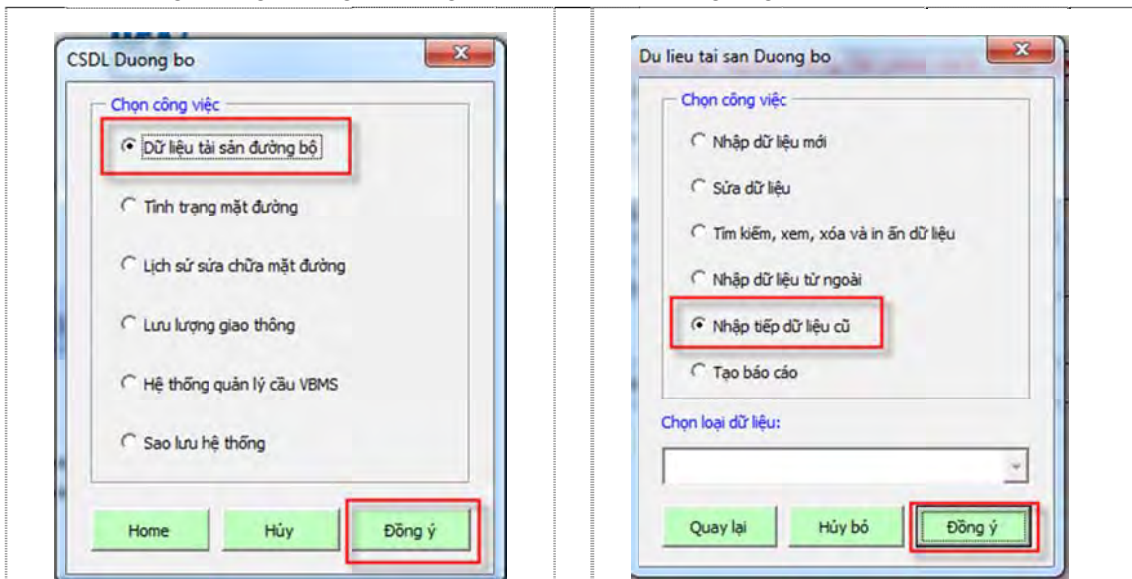 CSDL Duong bo
Chọn công việc
Dữ liệu tài sản đường bộ
Tình trạng mặt đường
Lịch sử sửa chữa mặt đường
Lưu lượng giao thông
Hệ thống quản lý cầu VBMS
Sao lưu hệ thống
Home
Hủy
Đồng ý
Du lieu tai san Duong bo
Chọn công việc
Nhập dữ liệu mới
Sửa dữ liệu
Tìm kiếm, xem, xóa và in ấn dữ liệu
Nhập dữ liệu từ ngoài
Nhập tiếp dữ liệu cũ
Tạo báo cáo
Chọn loại dữ liệu:
Quay lại
Hủy bỏ
Đồng ý